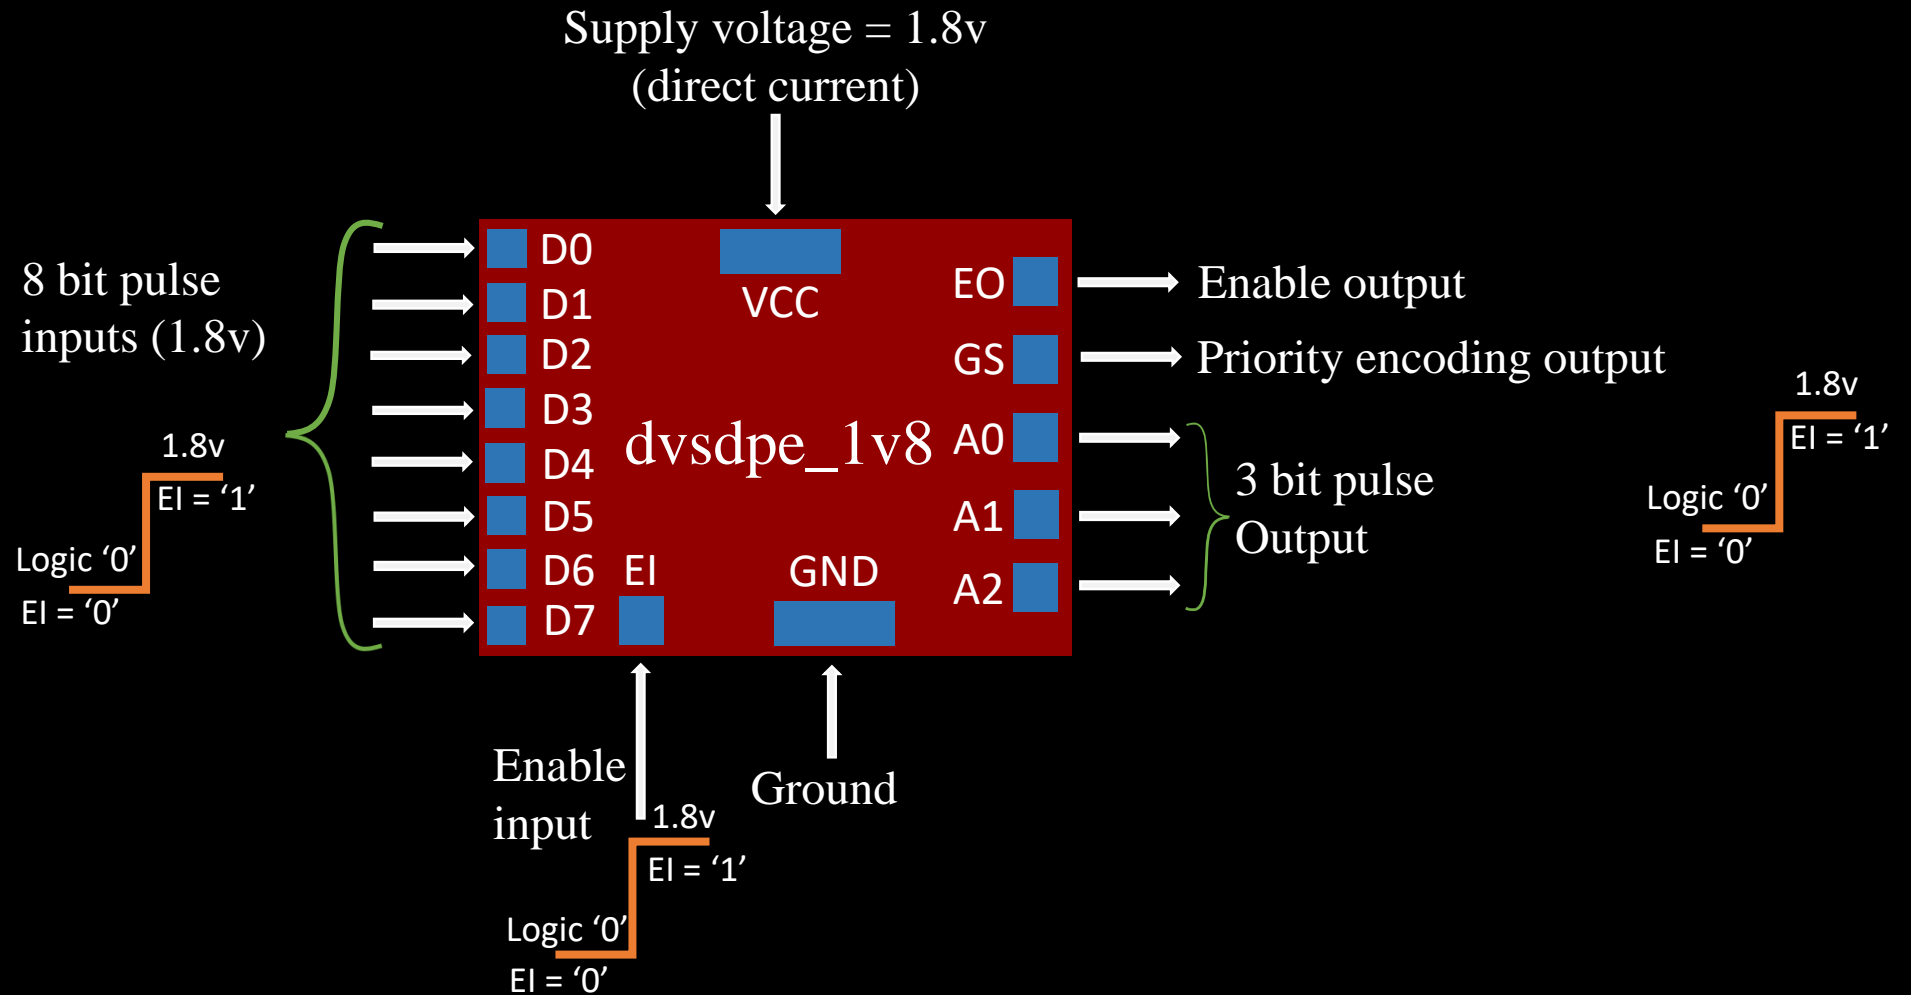 Supply voltage = 1.8v
(direct current)
8 bit pulse
inputs (1.8v)
1.8v
EI = ‘1’
Logic ‘0’
EI = ‘0’
D0
D1
D2
D3
D4
D5
D6
D7
VCC
dvsdpe_1v8
EI
GND
EO
GS
A0
A1
A2
Enable output
Priority encoding output
3 bit pulse
Output
1.8v
EI = ‘1’
Logic ‘0’
EI = ‘0’
Enable
input
Ground
1.8v
EI = ‘1’
Logic ‘0’
EI = ‘0’